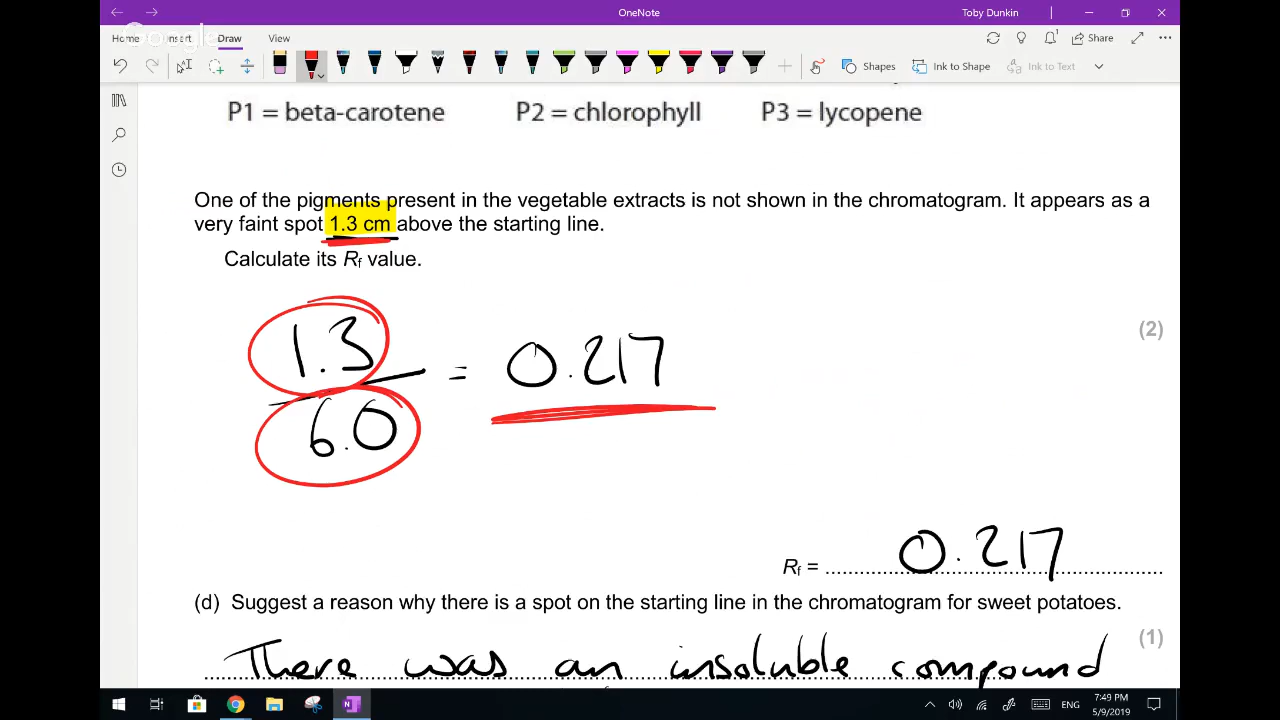 OneNote
Toby Dunkin
Home Insert Draw View
Share
Shapes Ink to Shape Ink to Text
P1 = beta-carotene P2 = chlorophyll P3 = lycopene
One of the pigments present in the vegetable extracts is not shown in the chromatogram. It appears as a
very faint spot 1.3 cm above the starting line.
Calculate its Rf value.
(2)
1.3
6.0
= 0.217
Rf = 0.217
(d) Suggest a reason why there is a spot on the starting line in the chromatogram for sweet potatoes.
(1)
There was an insoluble compound
ENG
7:49 PM
5/9/2019